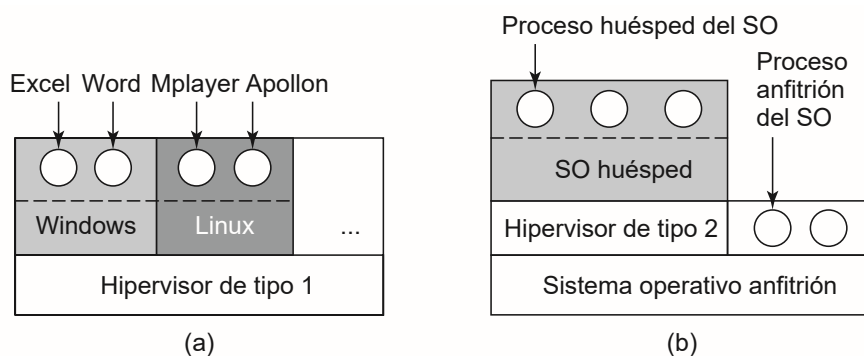 Excel Word Mplayer Apollon
Windows
Linux
...
Hipervisor de tipo 1
(a)
Proceso huésped del SO
Proceso
anfitrión
del SO
SO huésped
Hipervisor de tipo 2
Sistema operativo anfitrión
(b)